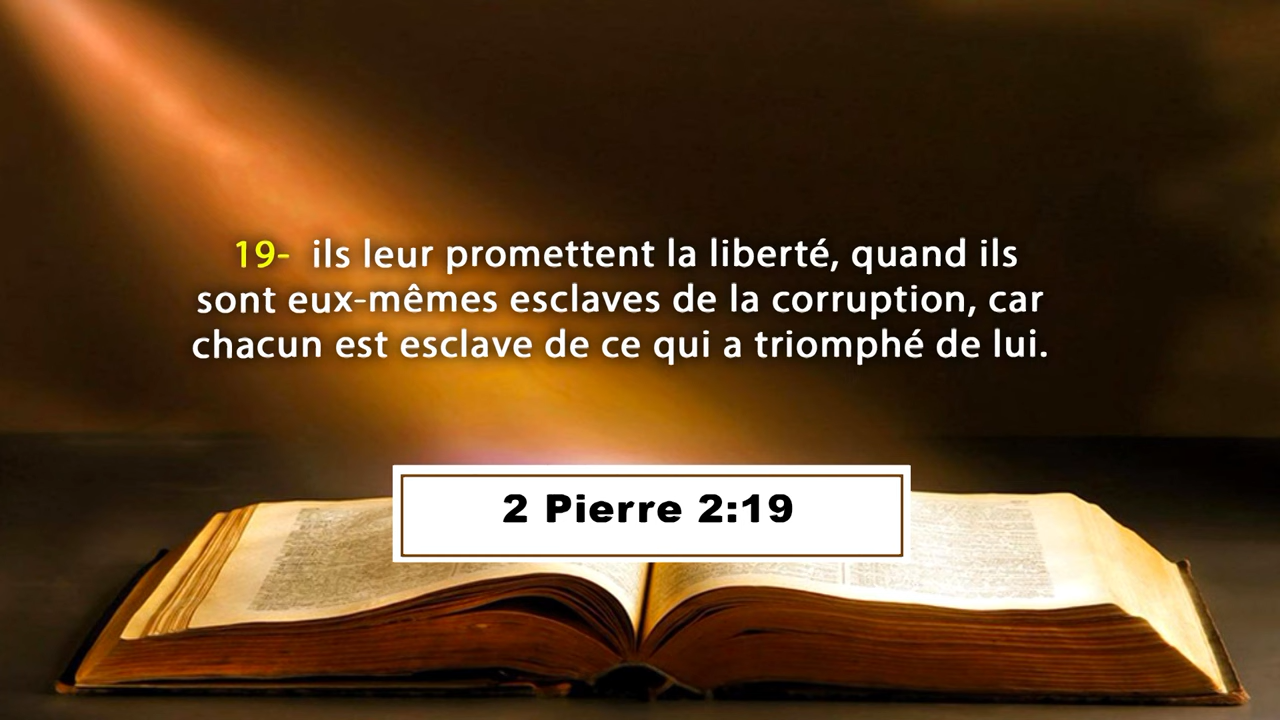 19- ils leur promettent la liberté, quand ils
sont eux-mêmes esclaves de la corruption, car
chacun est esclave de ce qui a triomphé de lui.
2 Pierre 2:19